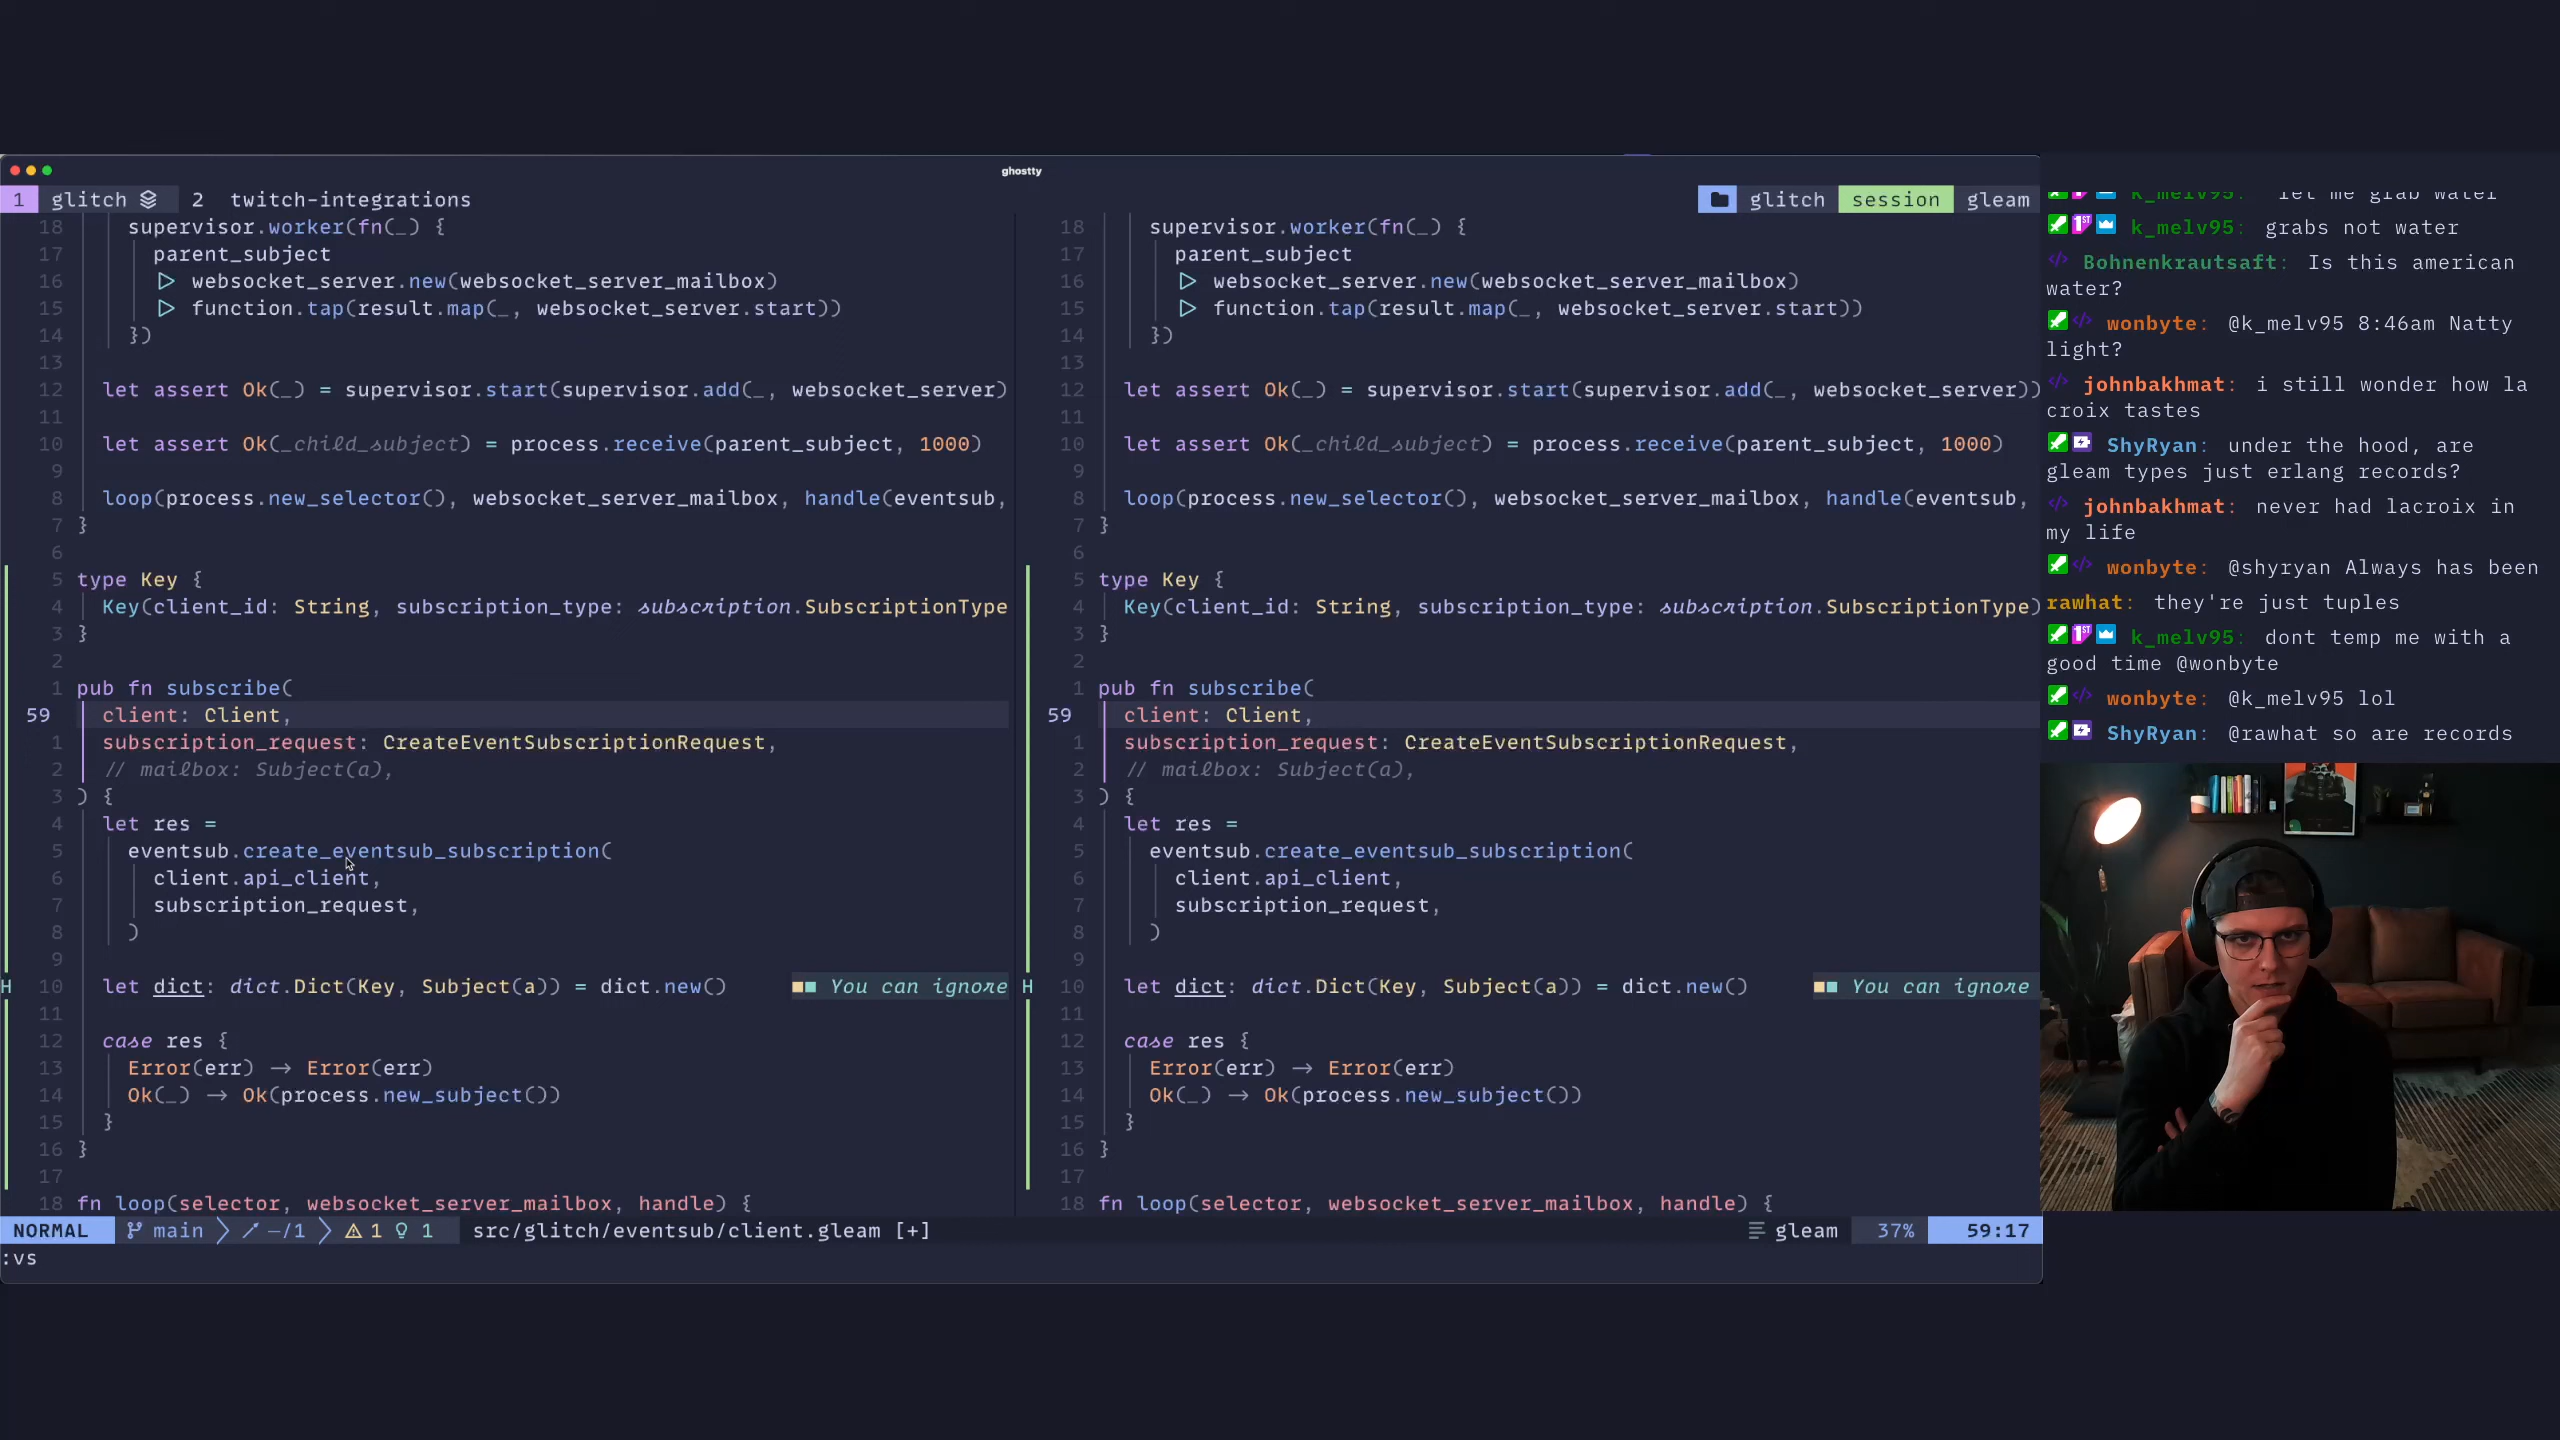 ghostty
1 glitch 2 twitch-integrations
glitch session gleam
18 supervisor.worker(fn(_) {
17 parent_subject
16 ▷ websocket_server.new(websocket_server_mailbox)
15 ▷ function.tap(result.map(_, websocket_server.start))
14 })
13
12 let assert Ok(_) = supervisor.start(supervisor.add(_, websocket_server)
11
10 let assert Ok(_child_subject) = process.receive(parent_subject, 1000)
9
8 loop(process.new_selector(), websocket_server_mailbox, handle(eventsub,
7 }
6
5 type Key {
4 Key(client_id: String, subscription_type: subscription.SubscriptionType
3 }
2
1 pub fn subscribe(
59 client: Client,
1 subscription_request: CreateEventSubscriptionRequest,
2 // mailbox: Subject(a),
3 ) {
4 let res =
5 eventsub.create_eventsub_subscription(
6 client.api_client,
7 subscription_request,
8 )
9
H 10 let dict: dict.Dict(Key, Subject(a)) = dict.new() ■■ You can ignore
11
12 case res {
13 Error(err) → Error(err)
14 Ok(_) → Ok(process.new_subject())
15 }
16 }
17
18 fn loop(selector, websocket_server_mailbox, handle) {
18 supervisor.worker(fn(_) {
17 parent_subject
16 ▷ websocket_server.new(websocket_server_mailbox)
15 ▷ function.tap(result.map(_, websocket_server.start))
14 })
13
12 let assert Ok(_) = supervisor.start(supervisor.add(_, websocket_server))
11
10 let assert Ok(_child_subject) = process.receive(parent_subject, 1000)
9
8 loop(process.new_selector(), websocket_server_mailbox, handle(eventsub,
7 }
6
5 type Key {
4 Key(client_id: String, subscription_type: subscription.SubscriptionType)
3 }
2
1 pub fn subscribe(
59 client: Client,
1 subscription_request: CreateEventSubscriptionRequest,
2 // mailbox: Subject(a),
3 ) {
4 let res =
5 eventsub.create_eventsub_subscription(
6 client.api_client,
7 subscription_request,
8 )
9
H 10 let dict: dict.Dict(Key, Subject(a)) = dict.new() ■■ You can ignore
11
12 case res {
13 Error(err) → Error(err)
14 Ok(_) → Ok(process.new_subject())
15 }
16 }
17
18 fn loop(selector, websocket_server_mailbox, handle) {
NORMAL main −/1 1 1 src/glitch/eventsub/client.gleam [+] gleam 37% 59:17
:vs
k_melv95: let me grab water
k_melv95: grabs not water
Bohnenkrautsaft: Is this american
water?
wonbyte: @k_melv95 8:46am Natty
light?
johnbakhmat: i still wonder how la
croix tastes
ShyRyan: under the hood, are
gleam types just erlang records?
johnbakhmat: never had lacroix in
my life
wonbyte: @shyryan Always has been
rawhat: they're just tuples
k_melv95: dont temp me with a
good time @wonbyte
wonbyte: @k_melv95 lol
ShyRyan: @rawhat so are records